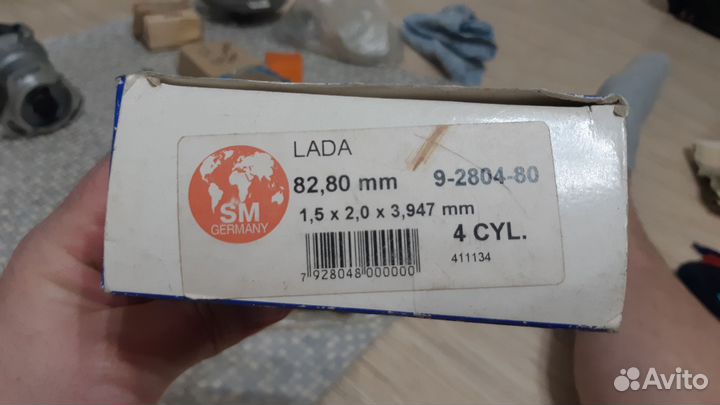 LADA
82,80 mm 9-2804-80
1,5 x 2,0 x 3,947 mm
4 CYL.
SM
GERMANY
7 928048 000000
411134
Avito